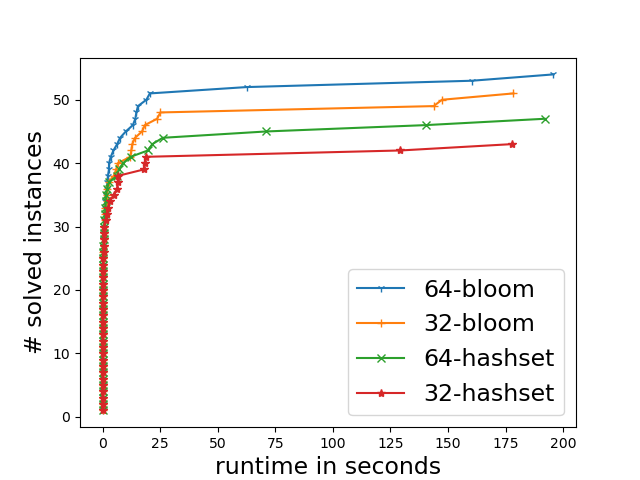 50
40
30
20
10
0
# solved instances
64-bloom
32-bloom
64-hashset
32-hashset
0 25 50 75 100 125 150 175 200
runtime in seconds